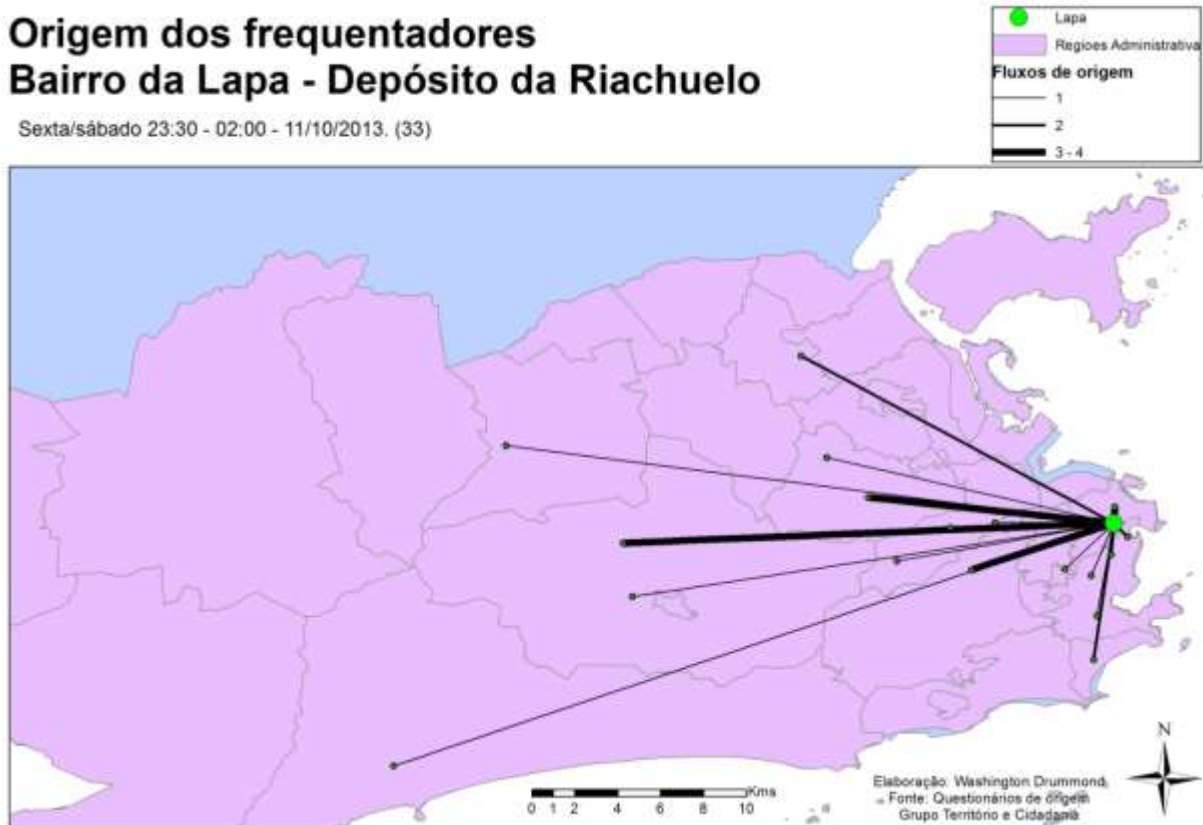 Origem dos frequentadores
Bairro da Lapa - Depósito da Riachuelo
Sexta/sábado 23:30 - 02:00 - 11/10/2013. (33)
Lapa
Regioes Administrativa
Fluxos de origem
1
2
3 - 4
N
Kms
0 1 2 4 6 8 10
Elaboração: Washington Drummond,
Fonte: Questionários de origem
Grupo Território e Cidadania